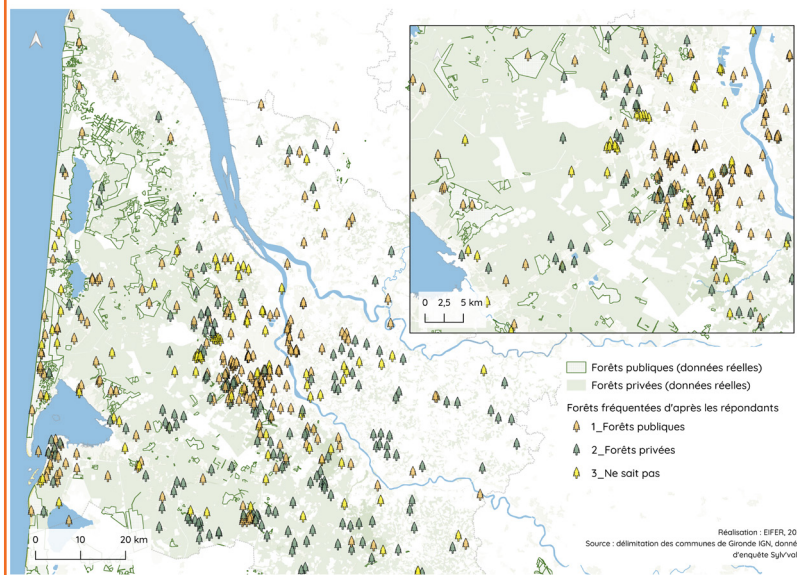 0 2,5 5 km
Forêts publiques (données réelles)
Forêts privées (données réelles)
Forêts fréquentées d'après les répondants
1_Forêts publiques
2_Forêts privées
3_Ne sait pas
Réalisation : EIFER, 20
Source : délimitation des communes de Gironde IGN, donné
d'enquête Sylv'val
0 10 20 km